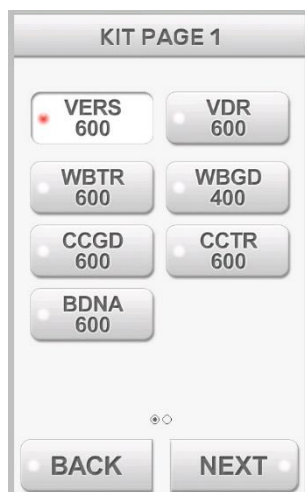 KIT PAGE 1
VERS
600
VDR
600
WBTR
600
WBGD
400
CCGD
600
CCTR
600
BDNA
600
BACK
NEXT